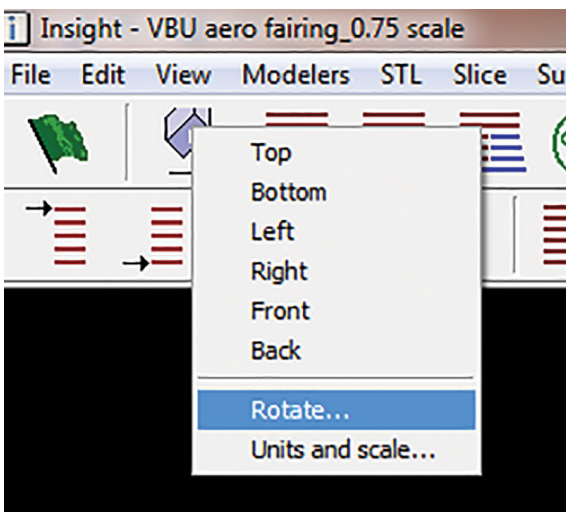 Insight - VBU aero fairing_0.75 scale
File Edit View Modelers STL Slice Su
Top
Bottom
Left
Right
Front
Back
Rotate...
Units and scale...